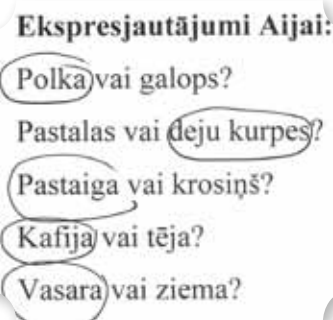 Ekspresjautājumi Aijai:
Polka vai galops?
Pastalas vai deju kurpes?
Pastaiga vai krosiņš?
Kafija vai tēja?
Vasara vai ziema?